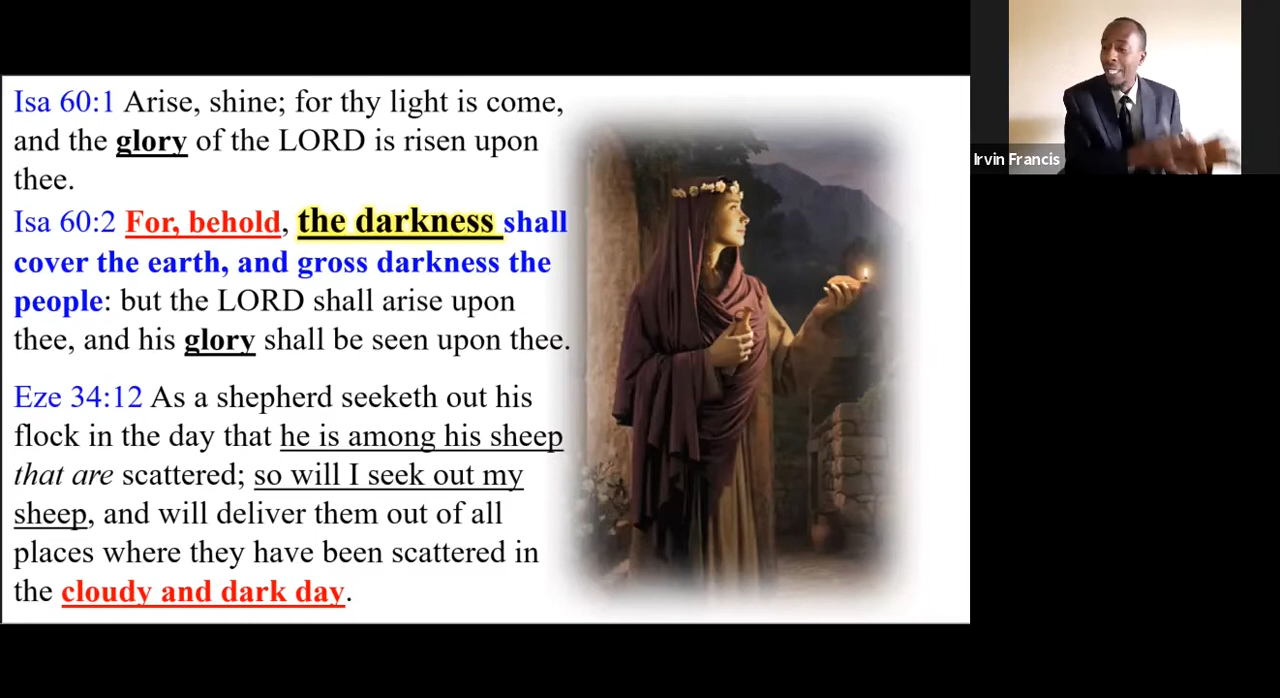 Isa 60:1 Arise, shine; for thy light is come,
and the glory of the LORD is risen upon
thee.
Isa 60:2 For, behold, the darkness shall
cover the earth, and gross darkness the
people: but the LORD shall arise upon
thee, and his glory shall be seen upon thee.
Eze 34:12 As a shepherd seeketh out his
flock in the day that he is among his sheep
that are scattered; so will I seek out my
sheep, and will deliver them out of all
places where they have been scattered in
the cloudy and dark day.
Irvin Francis